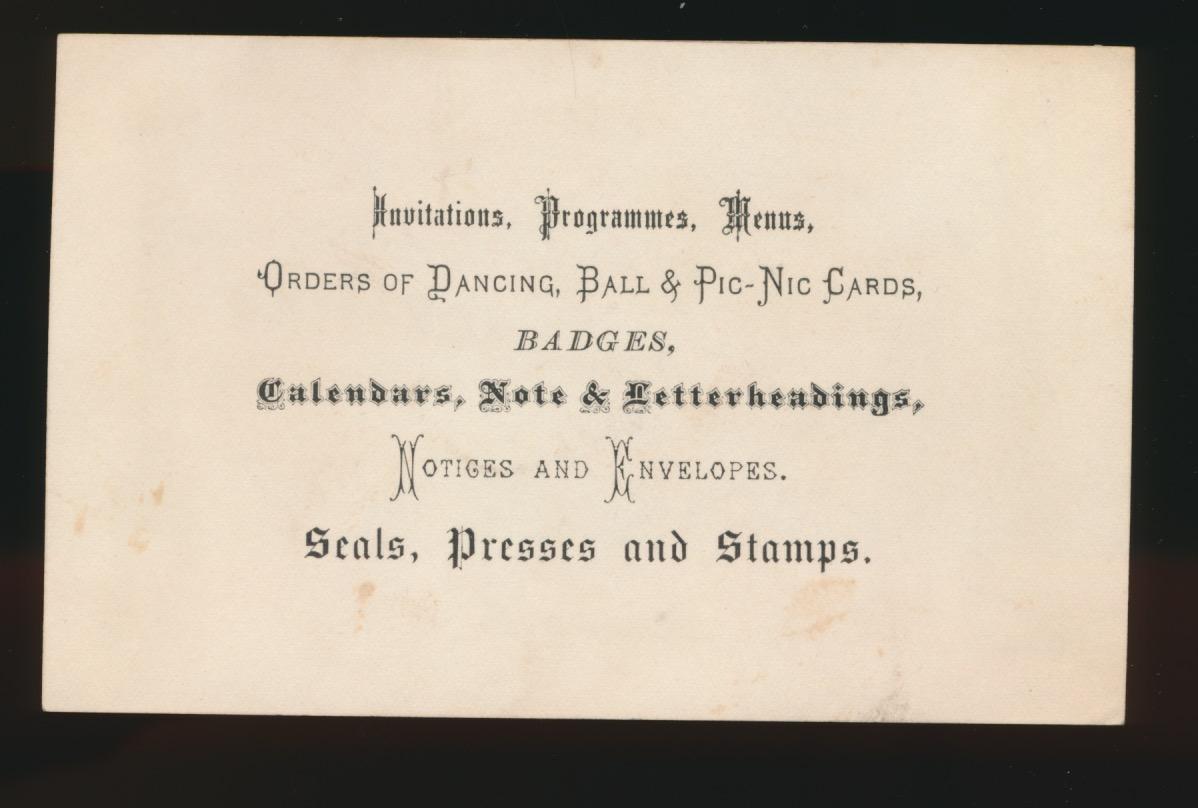 Invitations, Programmes, Menus,
ORDERS OF DANCING, BALL & PIC-NIC CARDS,
BADGES,
Calendars, Note & Letterheadings,
NOTICES AND ENVELOPES.
Seals, Presses and Stamps.